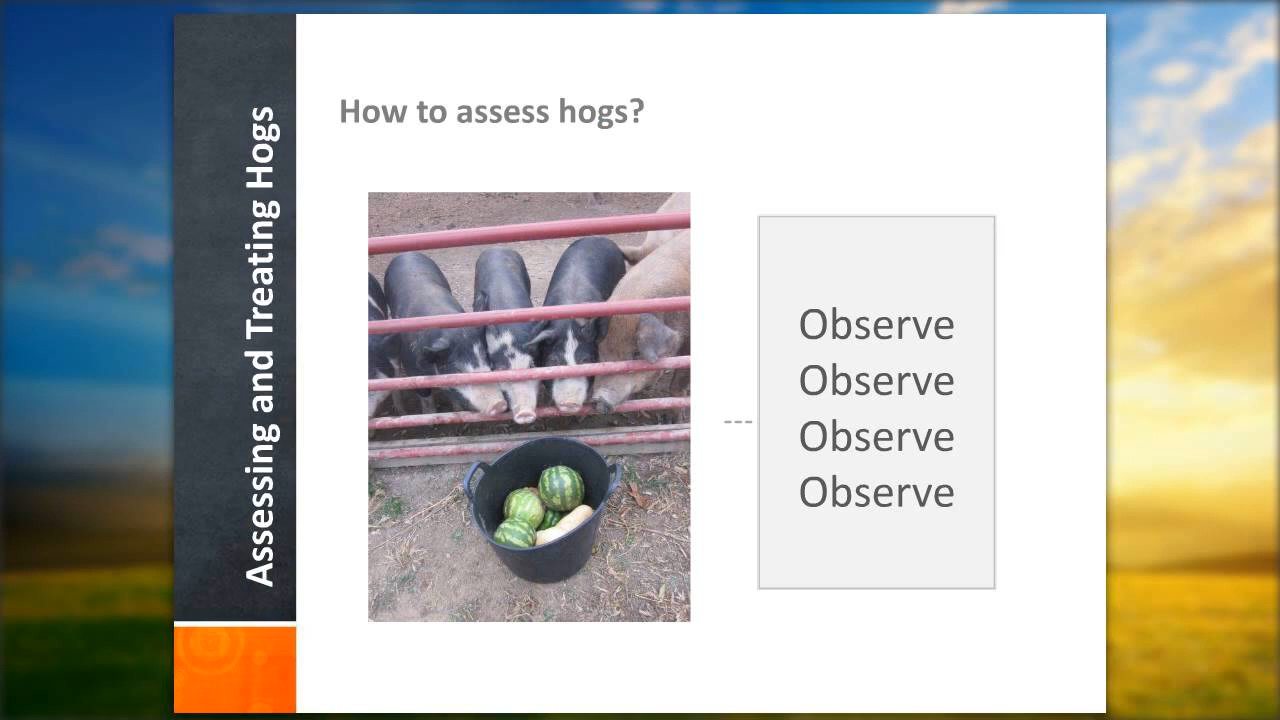 Assessing and Treating Hogs
How to assess hogs?
Observe
Observe
Observe
Observe